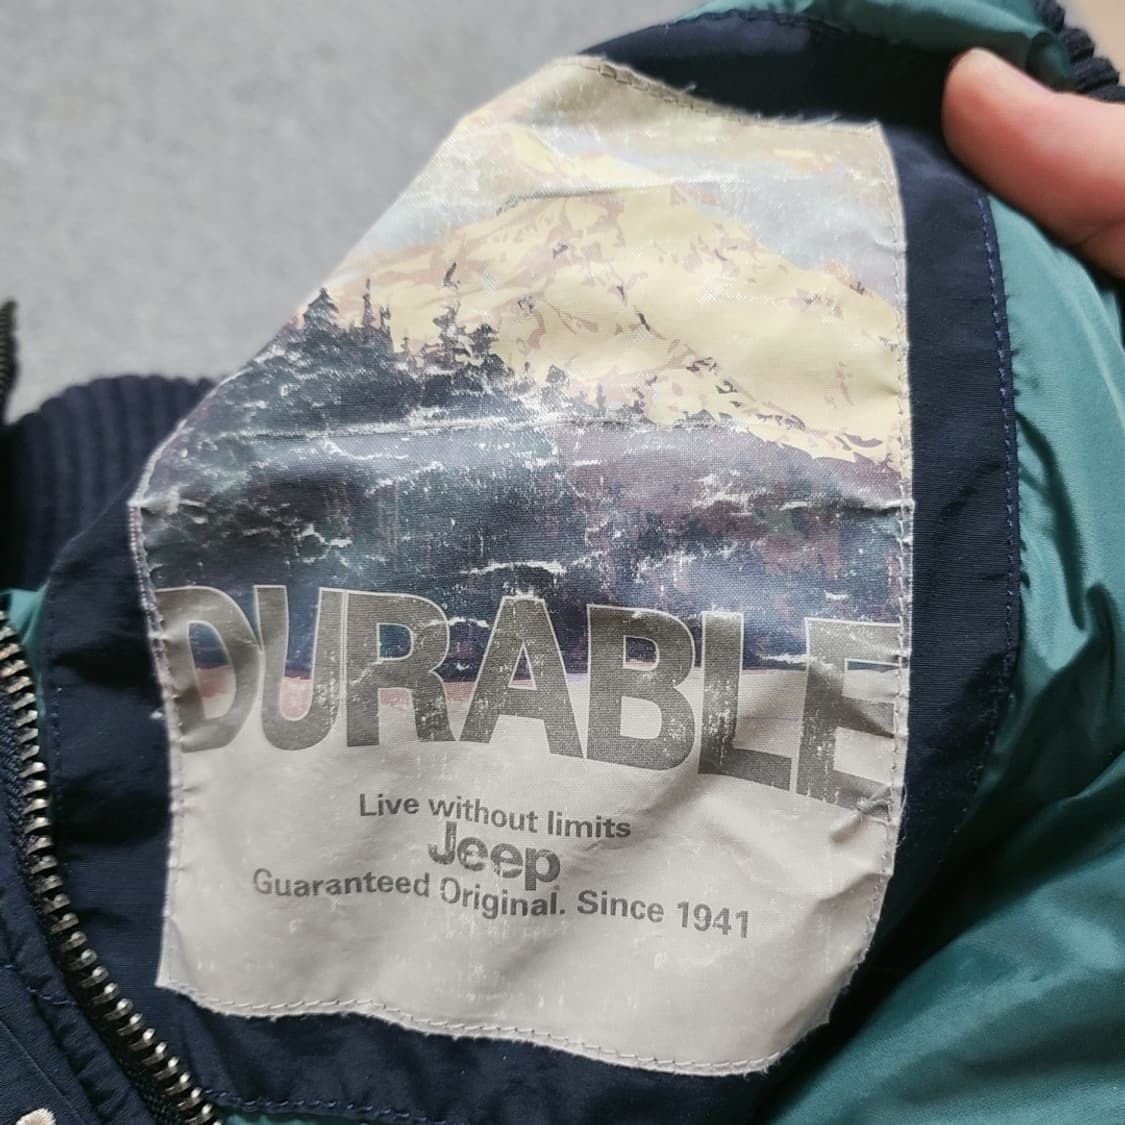 DURABLE
Live without limits
Jeep
Guaranteed Original. Since 1941